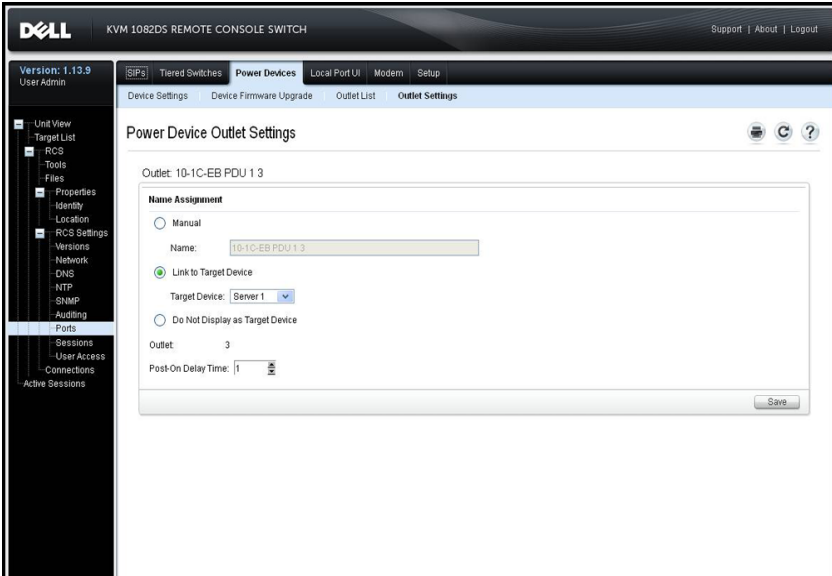 DELL
KVM 1082DS REMOTE CONSOLE SWITCH
Support | About | Logout
Version: 1.13.9
User Admin
SIPs Tiered Switches Power Devices Local Port UI Modem Setup
Device Settings Device Firmware Upgrade Outlet List Outlet Settings
Unit View
Target List
RCS
Tools
Files
Properties
Identity
Location
RCS Settings
Versions
Network
DNS
NTP
SNMP
Auditing
Ports
Sessions
User Access
Connections
Active Sessions
Power Device Outlet Settings
?
Outlet: 10-1C-EB PDU 1 3
Name Assignment
Manual
Name: 10-1C-EB PDU 1 3
Link to Target Device
Target Device: Server 1
Do Not Display as Target Device
Outlet: 3
Post-On Delay Time: 1
Save